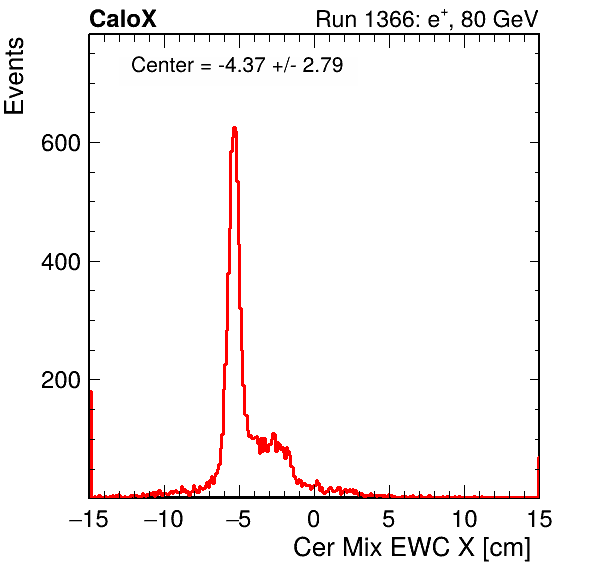 CaloX
Run 1366: e+, 80 GeV
Events
Center = -4.37 +/- 2.79
600
400
200
−15
−10
−5
0
5
10
15
Cer Mix EWC X [cm]